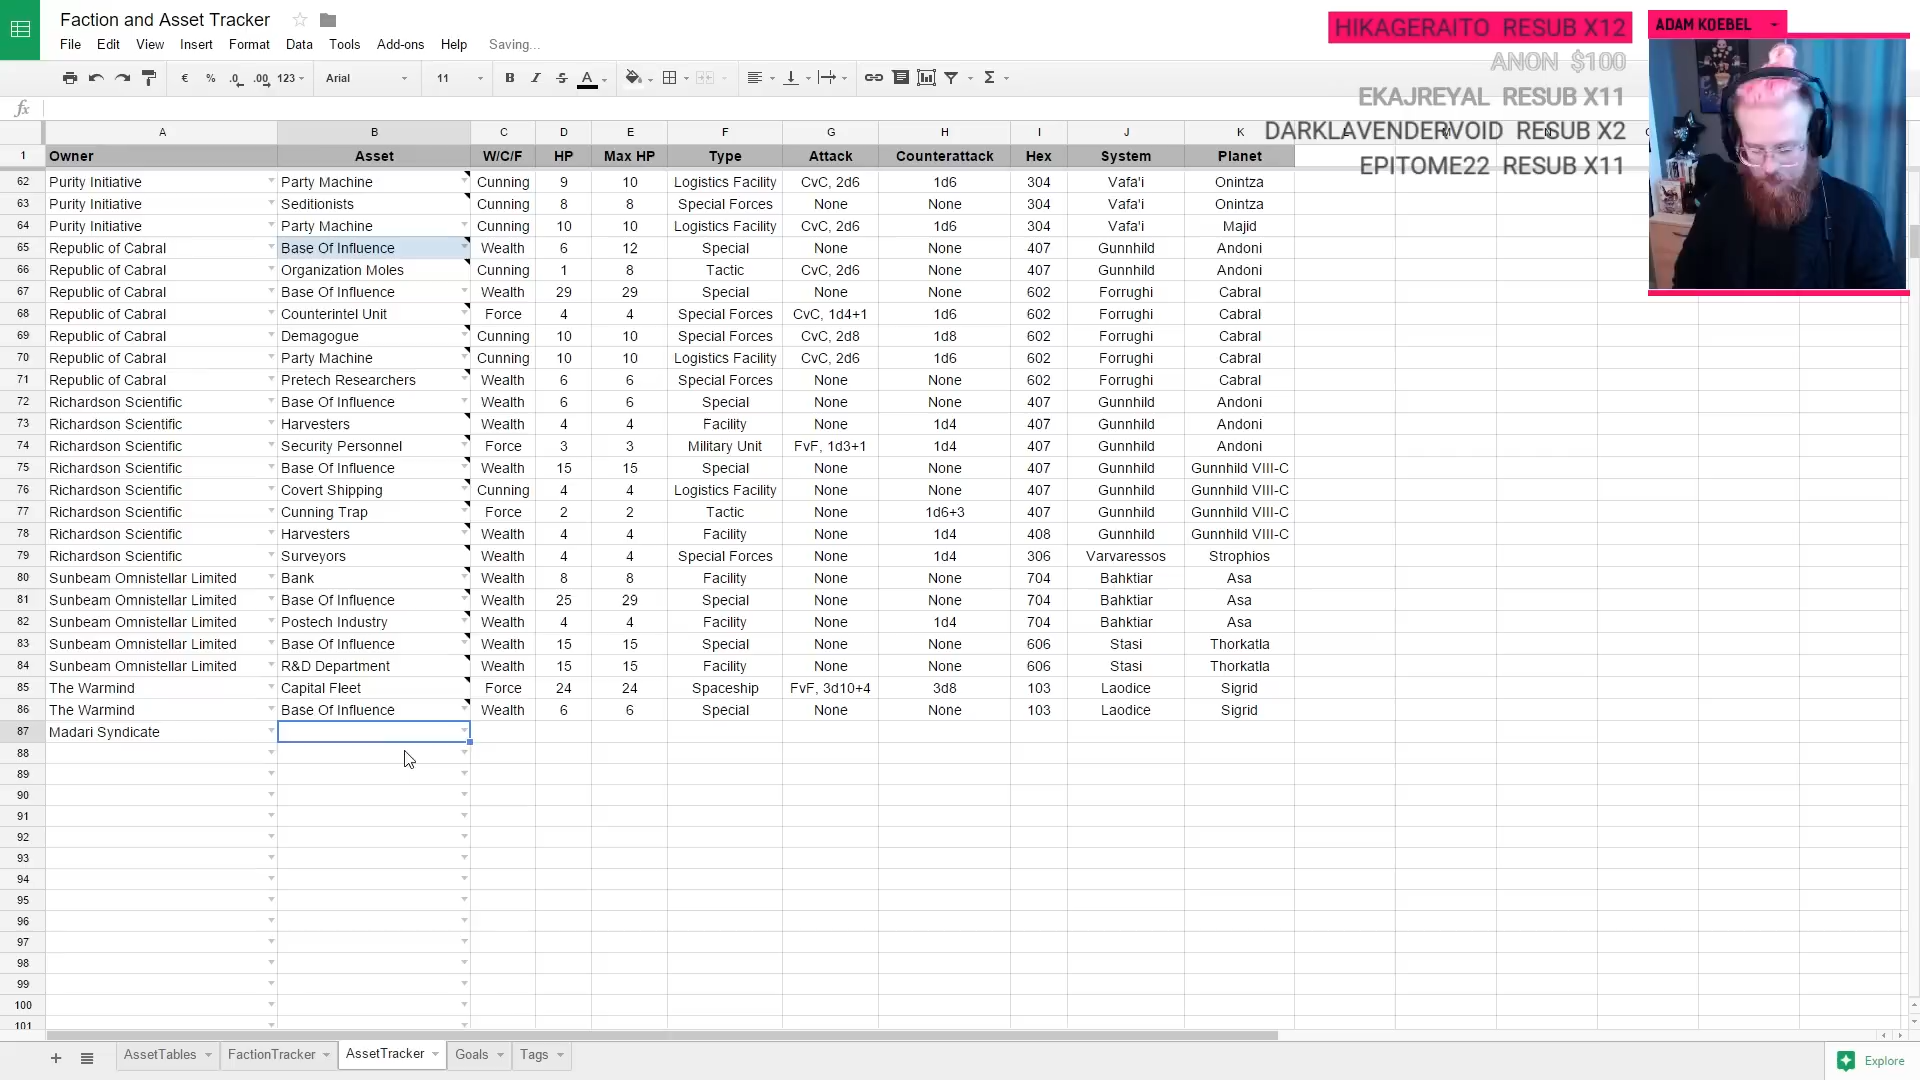 Faction and Asset Tracker
File Edit View Insert Format Data Tools Add-ons Help Saving...
€ % .0 .00 123 Arial 11 B I S A Σ
HIKAGERAITO RESUB X12
ANON $100
EKAJREYAL RESUB X11
DARKLAVENDERVOID RESUB X2
EPITOME22 RESUB X11
ADAM KOEBEL
fx
A B C D E F G H I J K
1 Owner Asset W/C/F HP Max HP Type Attack Counterattack Hex System Planet
62 Purity Initiative Party Machine Cunning 9 10 Logistics Facility CvC, 2d6 1d6 304 Vafa'i Onintza
63 Purity Initiative Seditionists Cunning 8 8 Special Forces None None 304 Vafa'i Onintza
64 Purity Initiative Party Machine Cunning 10 10 Logistics Facility CvC, 2d6 1d6 304 Vafa'i Majid
65 Republic of Cabral Base Of Influence Wealth 6 12 Special None None 407 Gunnhild Andoni
66 Republic of Cabral Organization Moles Cunning 1 8 Tactic CvC, 2d6 None 407 Gunnhild Andoni
67 Republic of Cabral Base Of Influence Wealth 29 29 Special None None 602 Forrughi Cabral
68 Republic of Cabral Counterintel Unit Force 4 4 Special Forces CvC, 1d4+1 1d6 602 Forrughi Cabral
69 Republic of Cabral Demagogue Cunning 10 10 Special Forces CvC, 2d8 1d8 602 Forrughi Cabral
70 Republic of Cabral Party Machine Cunning 10 10 Logistics Facility CvC, 2d6 1d6 602 Forrughi Cabral
71 Republic of Cabral Pretech Researchers Wealth 6 6 Special Forces None None 602 Forrughi Cabral
72 Richardson Scientific Base Of Influence Wealth 6 6 Special None None 407 Gunnhild Andoni
73 Richardson Scientific Harvesters Wealth 4 4 Facility None 1d4 407 Gunnhild Andoni
74 Richardson Scientific Security Personnel Force 3 3 Military Unit FvF, 1d3+1 1d4 407 Gunnhild Andoni
75 Richardson Scientific Base Of Influence Wealth 15 15 Special None None 407 Gunnhild Gunnhild VIII-C
76 Richardson Scientific Covert Shipping Cunning 4 4 Logistics Facility None None 407 Gunnhild Gunnhild VIII-C
77 Richardson Scientific Cunning Trap Force 2 2 Tactic None 1d6+3 407 Gunnhild Gunnhild VIII-C
78 Richardson Scientific Harvesters Wealth 4 4 Facility None 1d4 408 Gunnhild Gunnhild VIII-C
79 Richardson Scientific Surveyors Wealth 4 4 Special Forces None 1d4 306 Varvaressos Strophios
80 Sunbeam Omnistellar Limited Bank Wealth 8 8 Facility None None 704 Bahktiar Asa
81 Sunbeam Omnistellar Limited Base Of Influence Wealth 25 29 Special None None 704 Bahktiar Asa
82 Sunbeam Omnistellar Limited Postech Industry Wealth 4 4 Facility None 1d4 704 Bahktiar Asa
83 Sunbeam Omnistellar Limited Base Of Influence Wealth 15 15 Special None None 606 Stasi Thorkatla
84 Sunbeam Omnistellar Limited R&D Department Wealth 15 15 Facility None None 606 Stasi Thorkatla
85 The Warmind Capital Fleet Force 24 24 Spaceship FvF, 3d10+4 3d8 103 Laodice Sigrid
86 The Warmind Base Of Influence Wealth 6 6 Special None None 103 Laodice Sigrid
87 Madari Syndicate
88
89
90
91
92
93
94
95
96
97
98
99
100
101
AssetTables FactionTracker AssetTracker Goals Tags
Explore